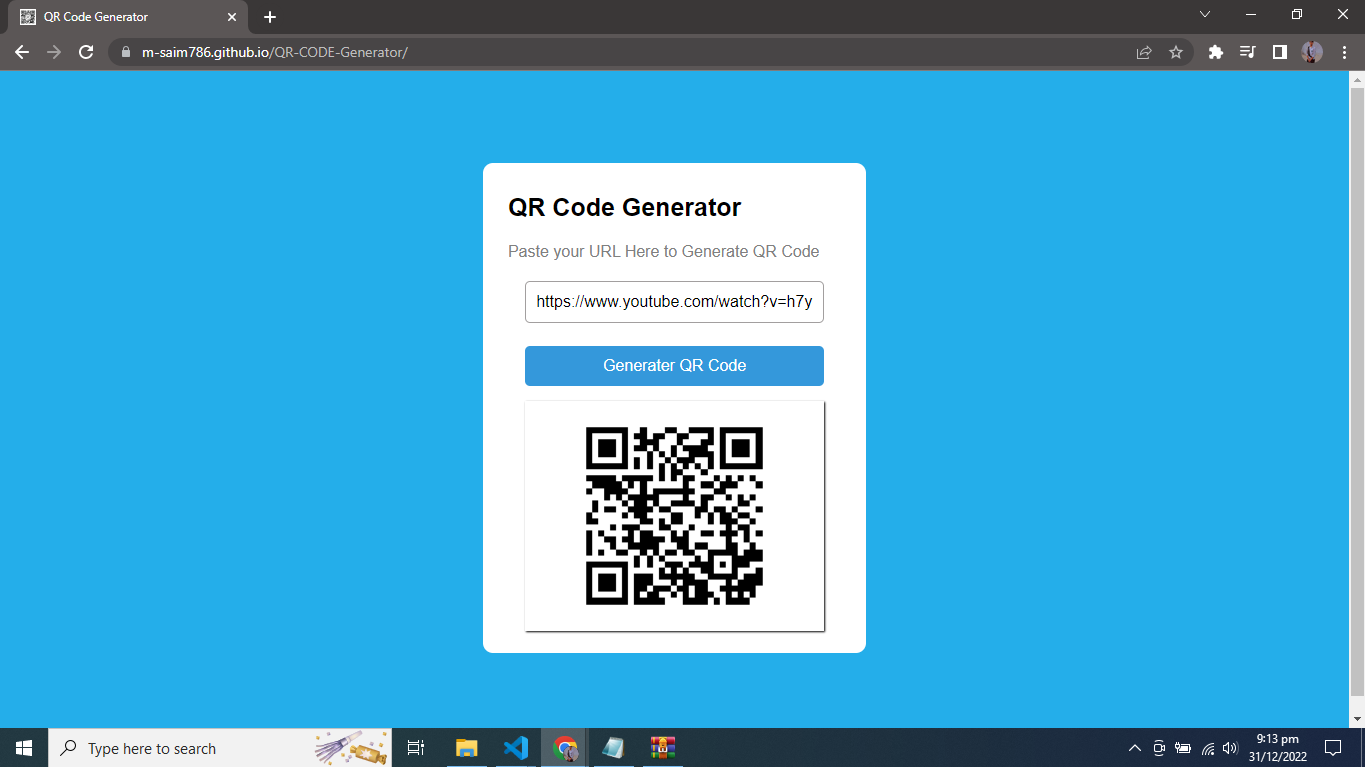 QR Code Generator
m-saim786.github.io/QR-CODE-Generator/
QR Code Generator
Paste your URL Here to Generate QR Code
https://www.youtube.com/watch?v=h7y
Generater QR Code
Type here to search
9:13 pm
31/12/2022